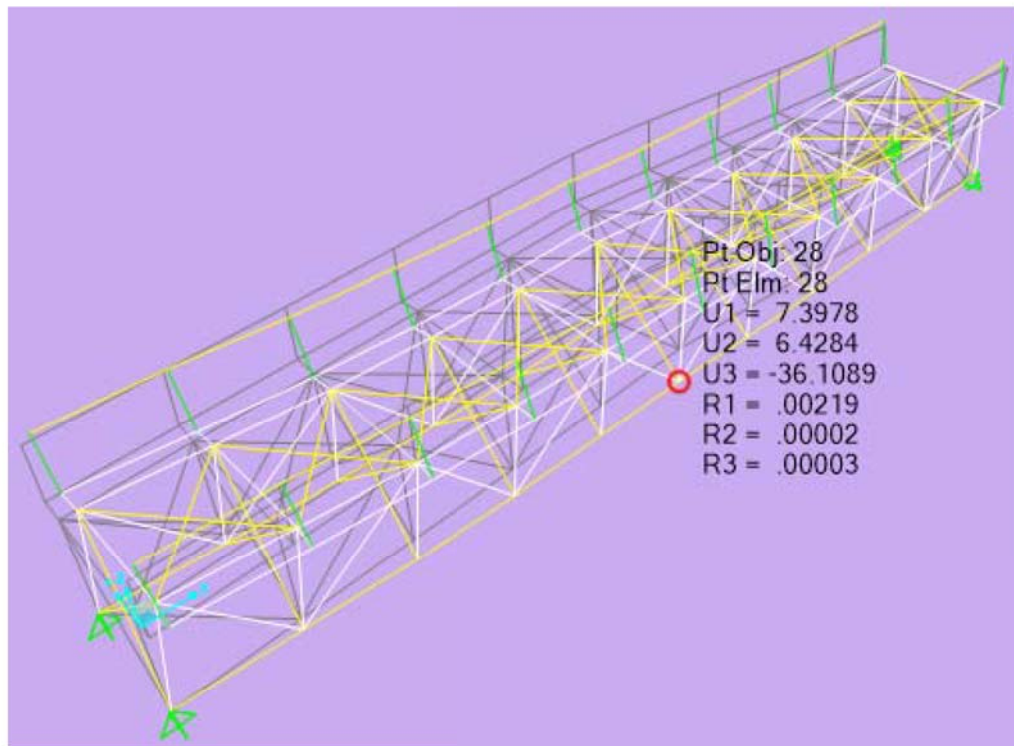 Pt Obj: 28
Pt Elm: 28
U1 = 7.3978
U2 = 6.4284
U3 = -36.1089
R1 = .00219
R2 = .00002
R3 = .00003